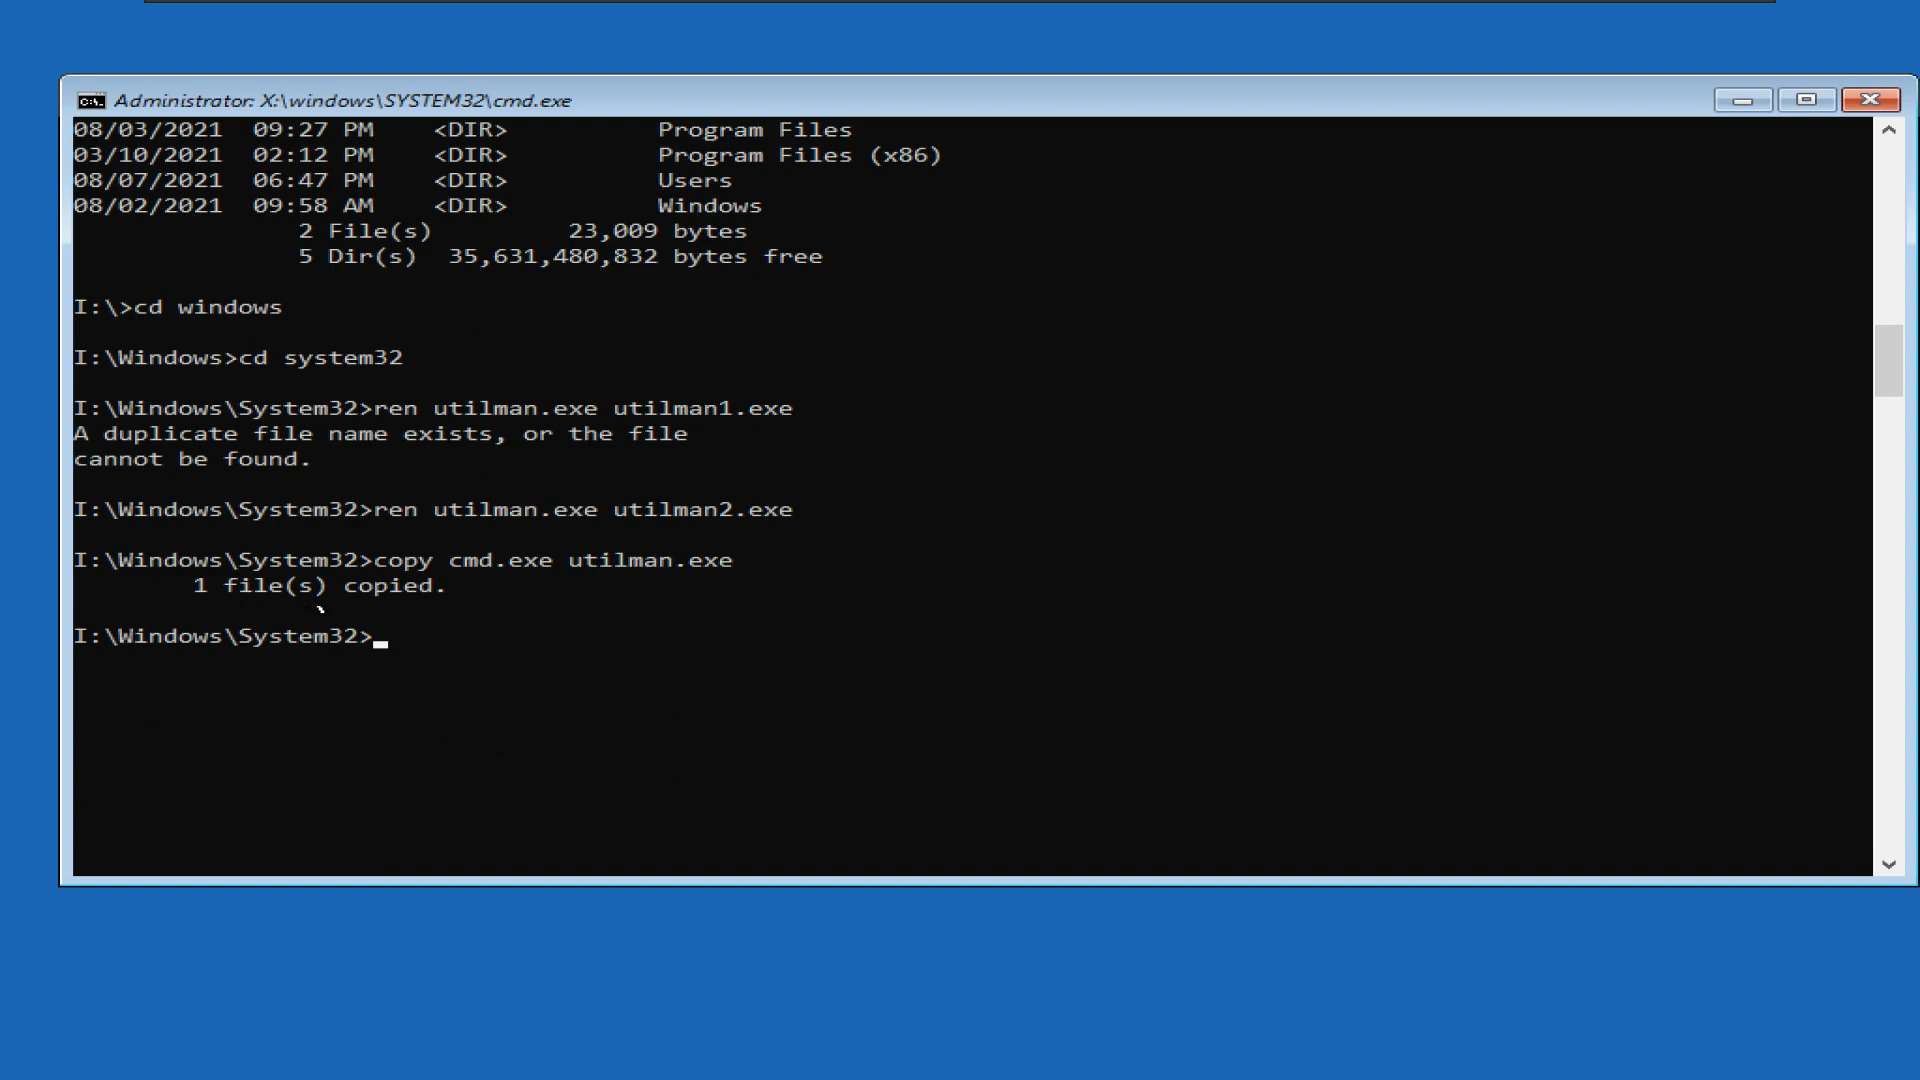 Administrator: X:\windows\SYSTEM32\cmd.exe
08/03/2021  09:27 PM    <DIR>          Program Files
03/10/2021  02:12 PM    <DIR>          Program Files (x86)
08/07/2021  06:47 PM    <DIR>          Users
08/02/2021  09:58 AM    <DIR>          Windows
               2 File(s)         23,009 bytes
               5 Dir(s)  35,631,480,832 bytes free
I:\>cd windows
I:\Windows>cd system32
I:\Windows\System32>ren utilman.exe utilman1.exe
A duplicate file name exists, or the file
cannot be found.
I:\Windows\System32>ren utilman.exe utilman2.exe
I:\Windows\System32>copy cmd.exe utilman.exe
        1 file(s) copied.
I:\Windows\System32>